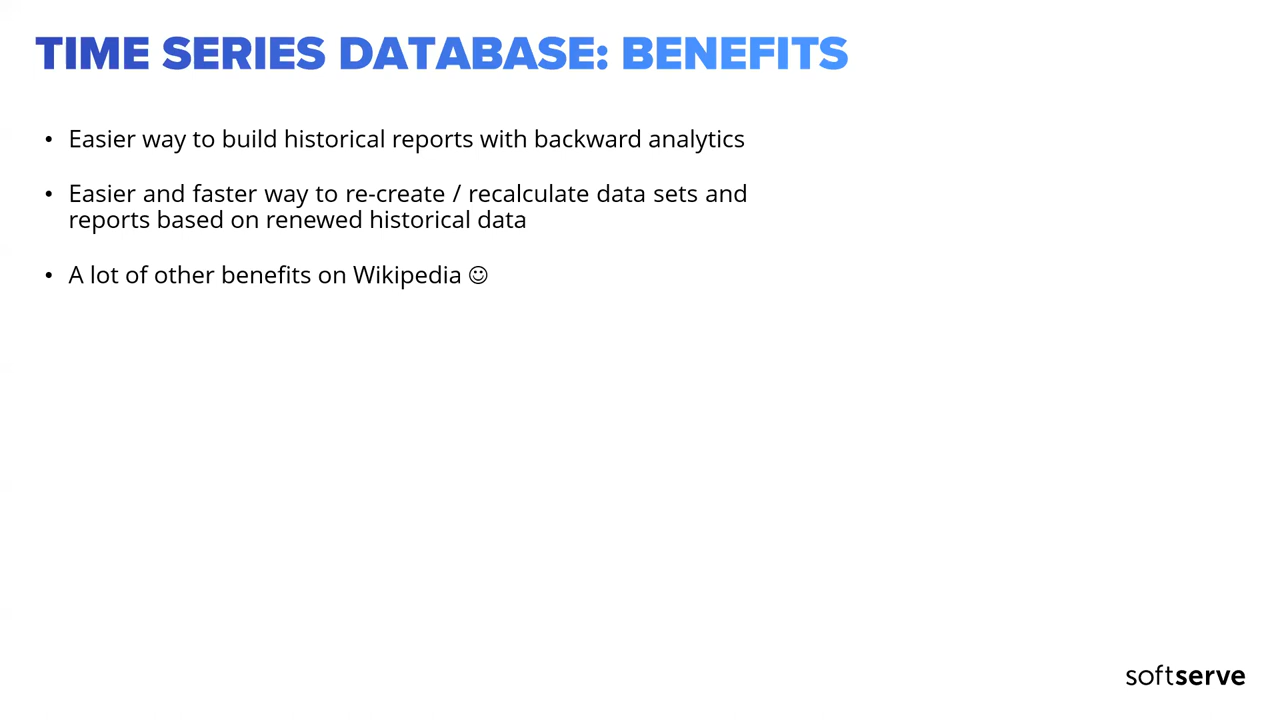 TIME SERIES DATABASE: BENEFITS
• Easier way to build historical reports with backward analytics
• Easier and faster way to re-create / recalculate data sets and
reports based on renewed historical data
• A lot of other benefits on Wikipedia ☺
softserve